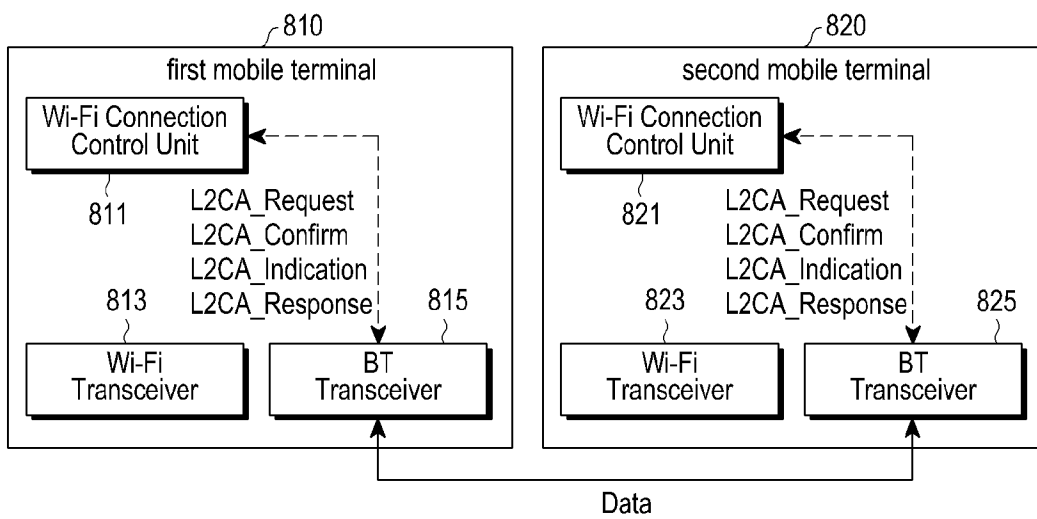 810
first mobile terminal
Wi-Fi Connection
Control Unit
811
L2CA_Request
L2CA_Confirm
L2CA_Indication
L2CA_Response
813
815
Wi-Fi
Transceiver
BT
Transceiver
820
second mobile terminal
Wi-Fi Connection
Control Unit
821
L2CA_Request
L2CA_Confirm
L2CA_Indication
L2CA_Response
823
825
Wi-Fi
Transceiver
BT
Transceiver
Data